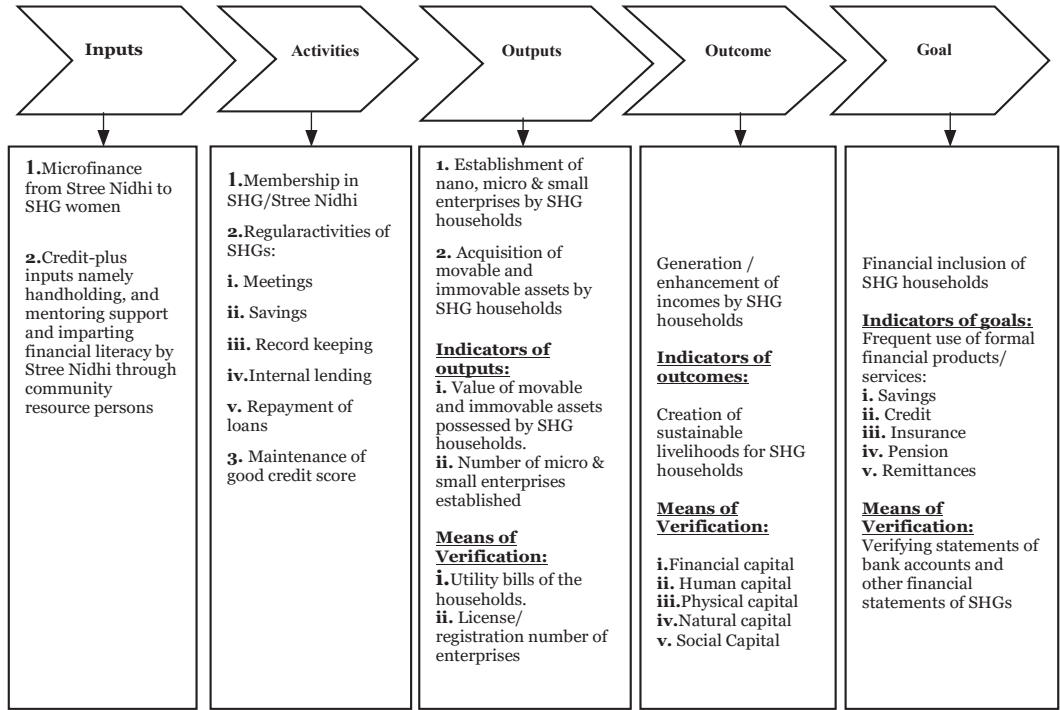 Inputs
Activities
Outputs
Outcome
Goal
1.Microfinance
from Stree Nidhi to
SHG women
2.Credit-plus
inputs namely
handholding, and
mentoring support
and imparting
financial literacy by
Stree Nidhi through
community
resource persons
1.Membership in
SHG/Stree Nidhi
2.Regularactivities of
SHGs:
i. Meetings
ii. Savings
iii. Record keeping
iv.Internal lending
v. Repayment of
loans
3. Maintenance of
good credit score
1. Establishment of
nano, micro & small
enterprises by SHG
households
2. Acquisition of
movable and
immovable assets by
SHG households
Indicators of
outputs:
i. Value of movable
and immovable assets
possessed by SHG
households.
ii. Number of micro &
small enterprises
established
Means of
Verification:
i.Utility bills of the
households.
ii. License/
registration number of
enterprises
Generation /
enhancement of
incomes by SHG
households
Indicators of
outcomes:
Creation of
sustainable
livelihoods for SHG
households
Means of
Verification:
i.Financial capital
ii. Human capital
iii.Physical capital
iv.Natural capital
v. Social Capital
Financial inclusion of
SHG households
Indicators of goals:
Frequent use of formal
financial products/
services:
i. Savings
ii. Credit
iii. Insurance
iv. Pension
v. Remittances
Means of
Verification:
Verifying statements of
bank accounts and
other financial
statements of SHGs